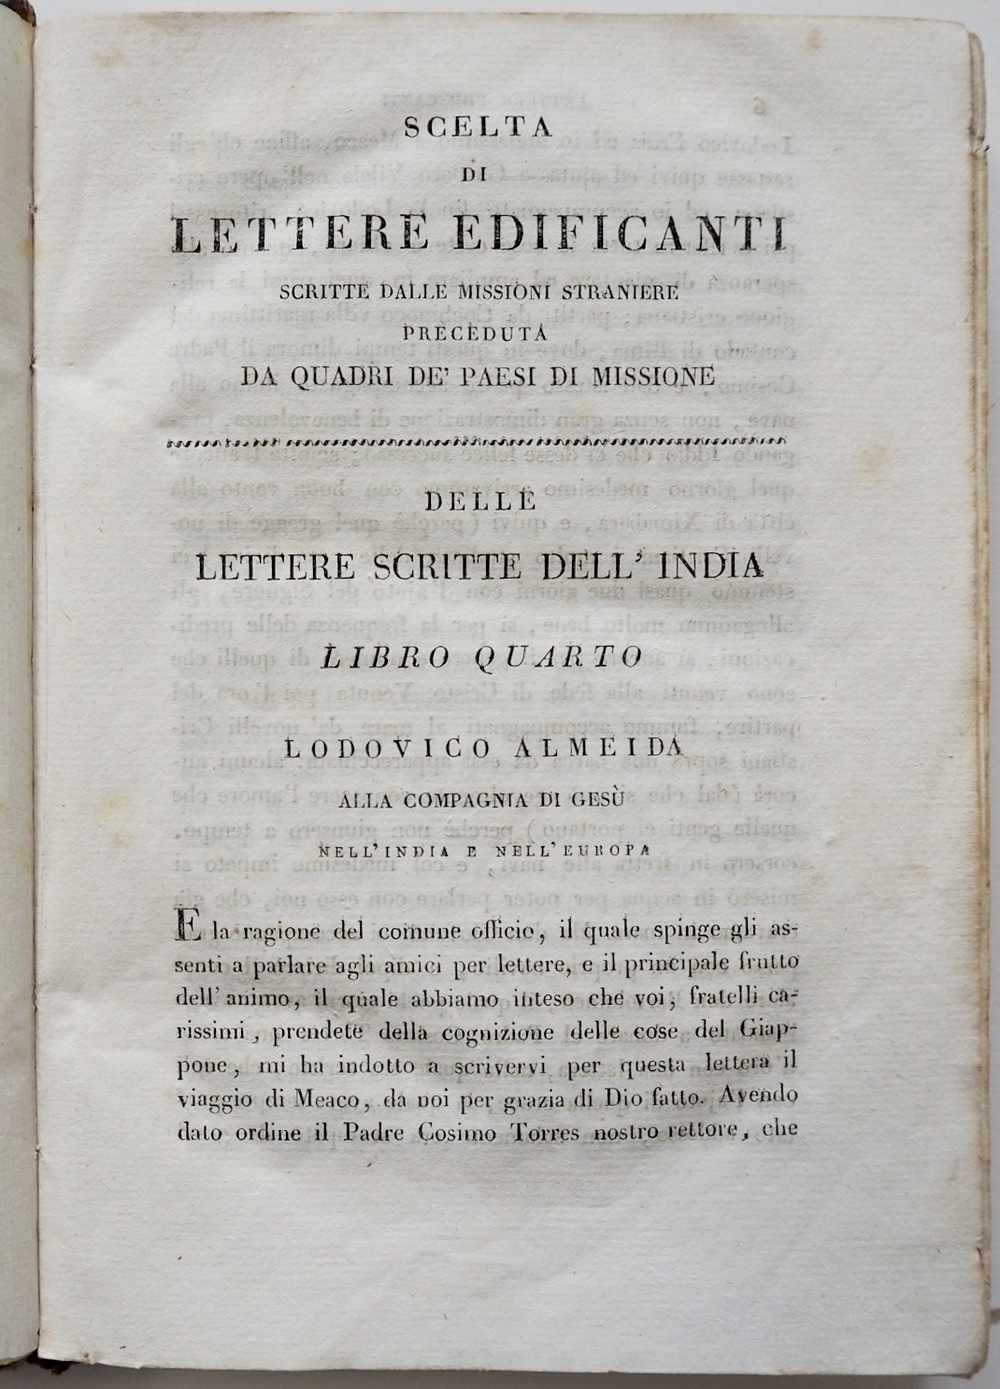 SCELTA
DI
LETTERE EDIFICANTI
SCRITTE DALLE MISSIONI STRANIERE
PRECEDUTA
DA QUADRI DE' PAESI DI MISSIONE
DELLE
LETTERE SCRITTE DELL' INDIA
LIBRO QUARTO
LODOVICO ALMEIDA
ALLA COMPAGNIA DI GESÙ
NELL'INDIA E NELL'EUROPA
E la ragione del comune officio, il quale spinge gli as-
senti a parlare agli amici per lettere, e il principale frutto
dell' animo, il quale abbiamo inteso che voi, fratelli ca-
rissimi, prendete della cognizione delle cose del Giap-
pone, mi ha indotto a scrivervi per questa lettera il
viaggio di Meaco, da noi per grazia di Dio fatto. Avendo
dato ordine il Padre Cosimo Torres nostro rettore, che